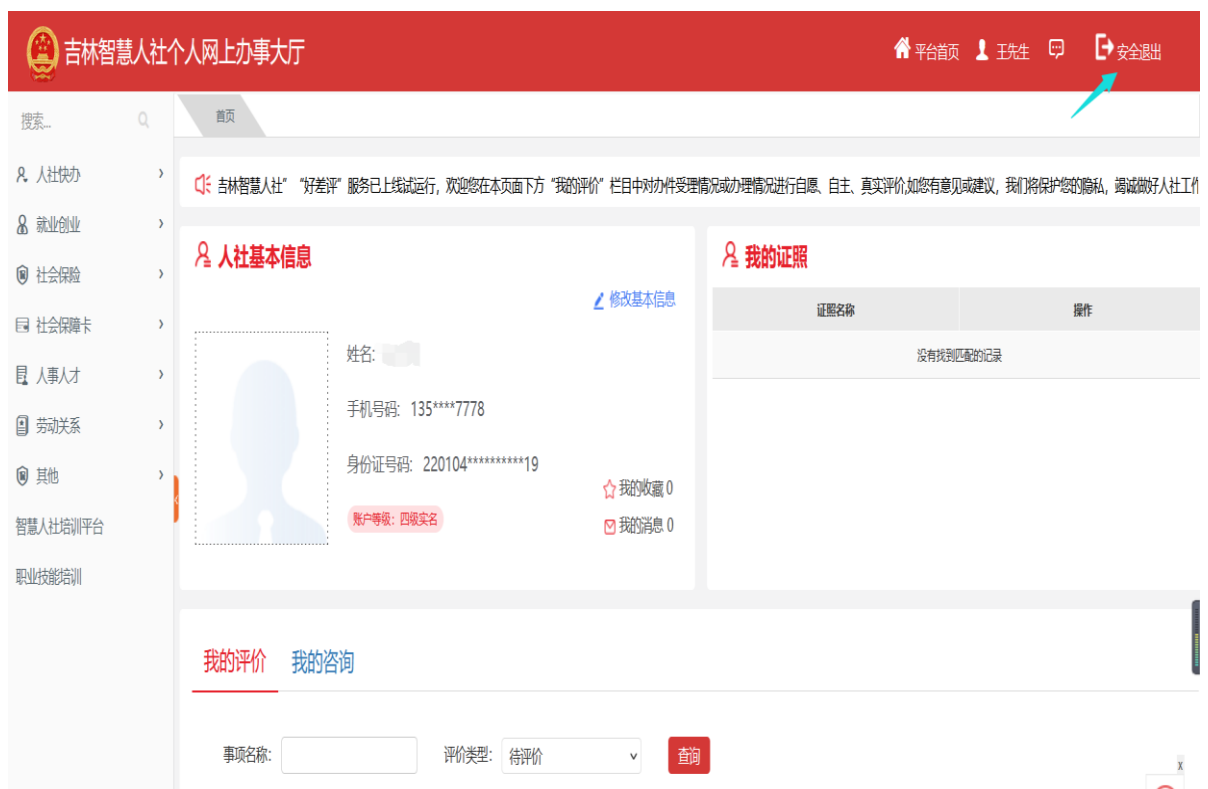 吉林智慧人社个人网上办事大厅
平台首页 王先生 安全退出
搜索...
首页
人社快办
就业创业
社会保险
社会保障卡
人事人才
劳动关系
其他
智慧人社培训平台
职业技能培训
吉林智慧人社”“好差评”服务已上线试运行，欢迎您在本页面下方“我的评价”栏目中对办件受理情况或办理情况进行自愿、自主、真实评价,如您有意见或建议，我们将保护您的隐私，竭诚做好人社工作
人社基本信息
修改基本信息
姓名:
手机号码: 135****7778
身份证号码: 220104**********19
账户等级：四级实名
我的收藏 0
我的消息 0
我的证照
证照名称 操作
没有找到匹配的记录
我的评价 我的咨询
事项名称: 评价类型: 待评价 查询
x